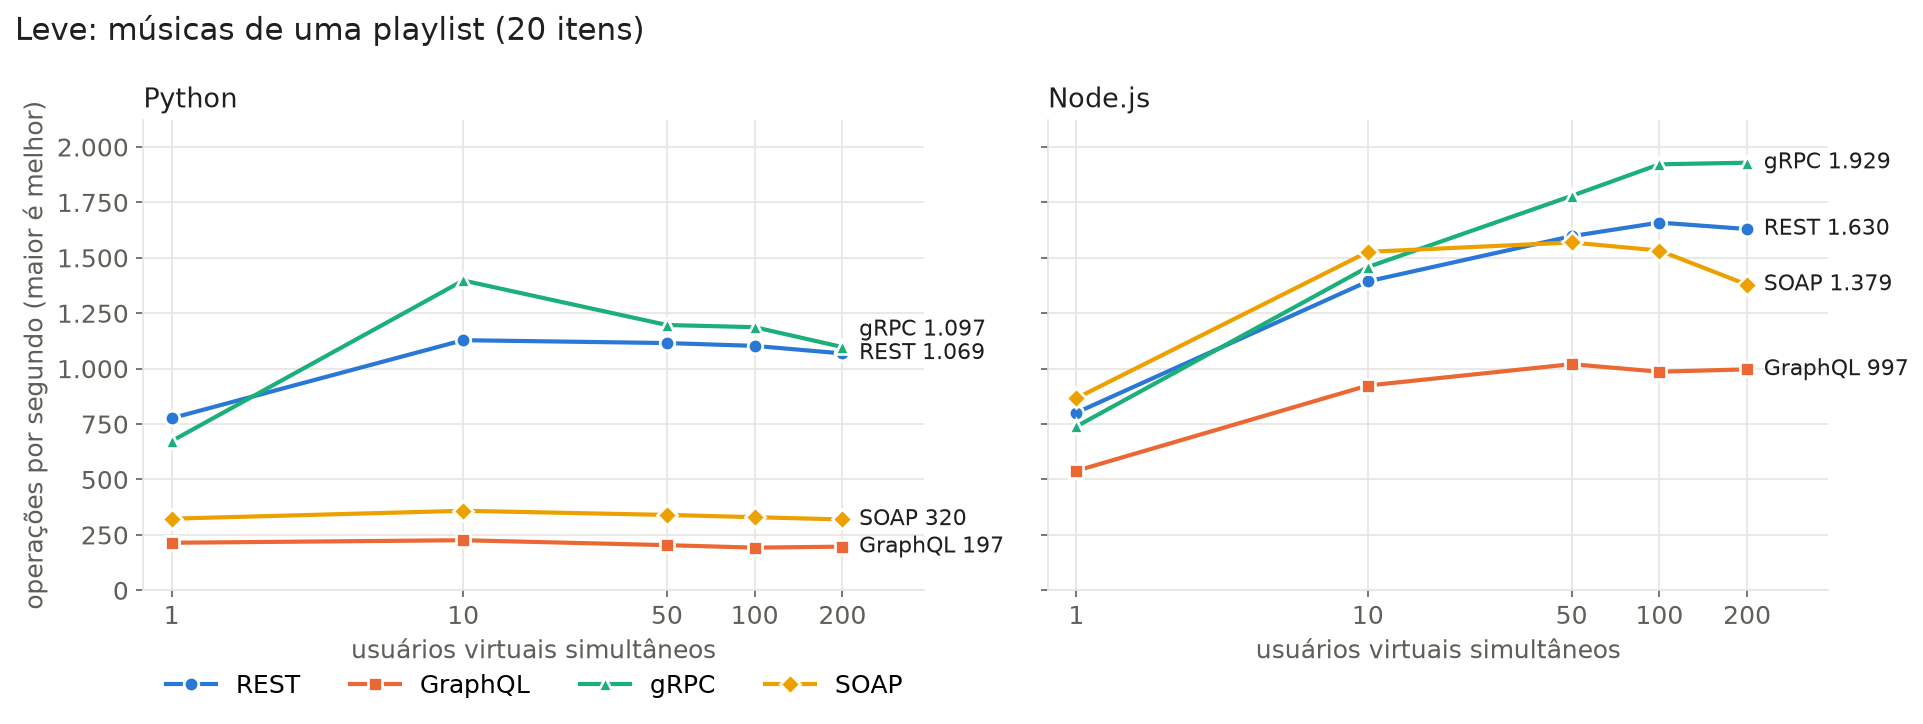 Leve: músicas de uma playlist (20 itens)
Python
operações por segundo (maior é melhor)
2.000
1.750
1.500
1.250
1.000
750
500
250
0
gRPC 1.097
REST 1.069
SOAP 320
GraphQL 197
1 10 50 100 200
usuários virtuais simultâneos
Node.js
gRPC 1.929
REST 1.630
SOAP 1.379
GraphQL 997
1 10 50 100 200
usuários virtuais simultâneos
REST GraphQL gRPC SOAP